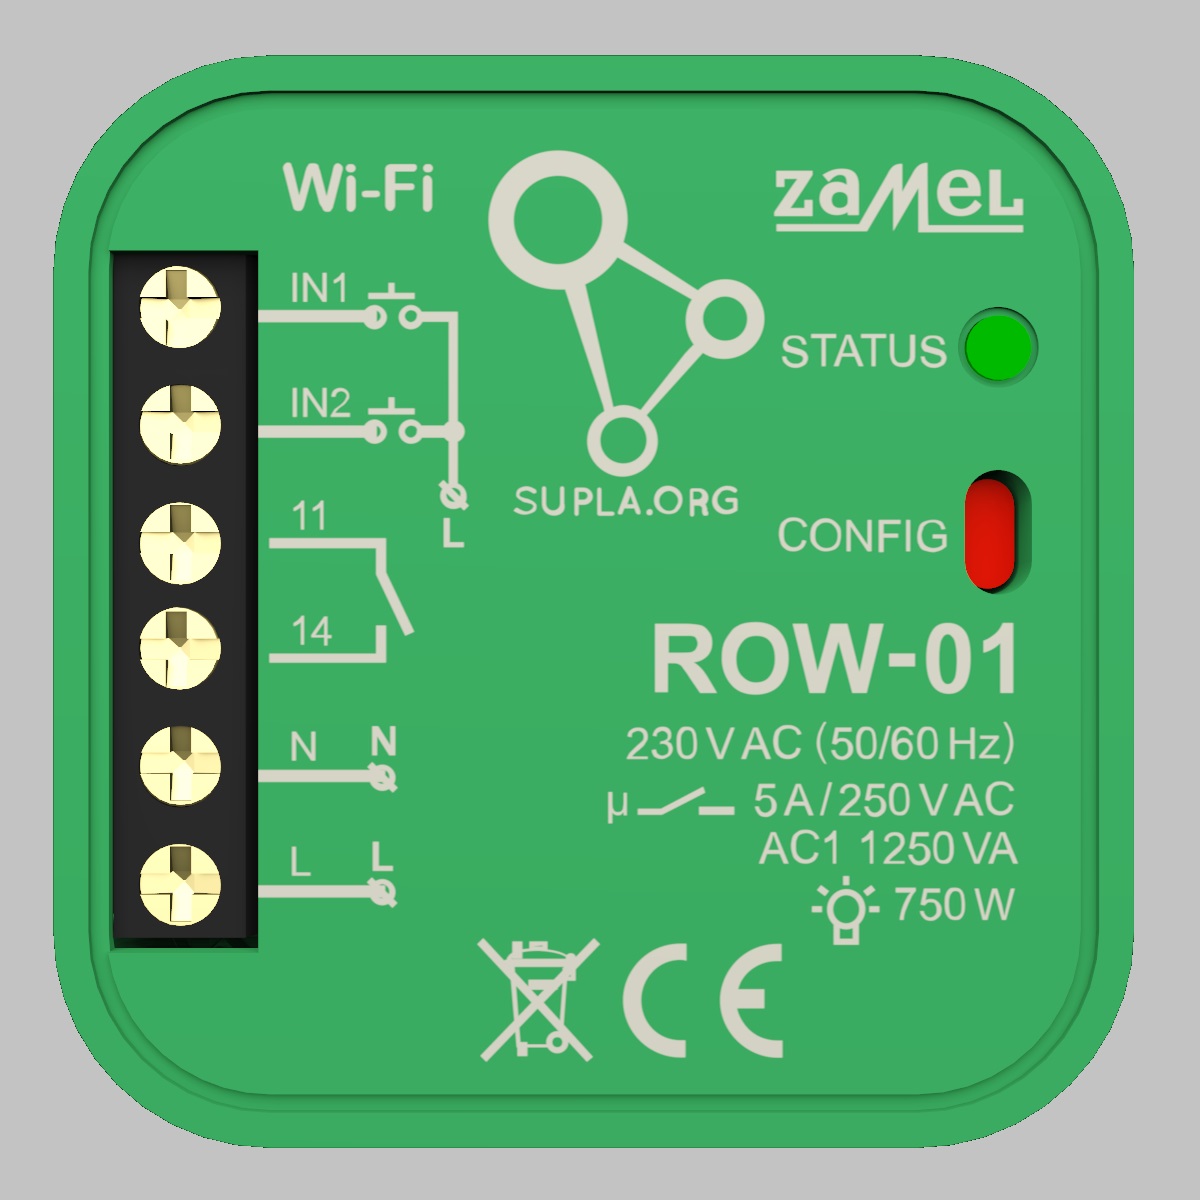 Wi-Fi
zaMeL
IN1
STATUS
IN2
SUPLA.ORG
11
L
CONFIG
14
ROW-01
N N
230 V AC (50/60 Hz)
µ 5 A / 250 V AC
AC1 1250 VA
L L
750 W
CE